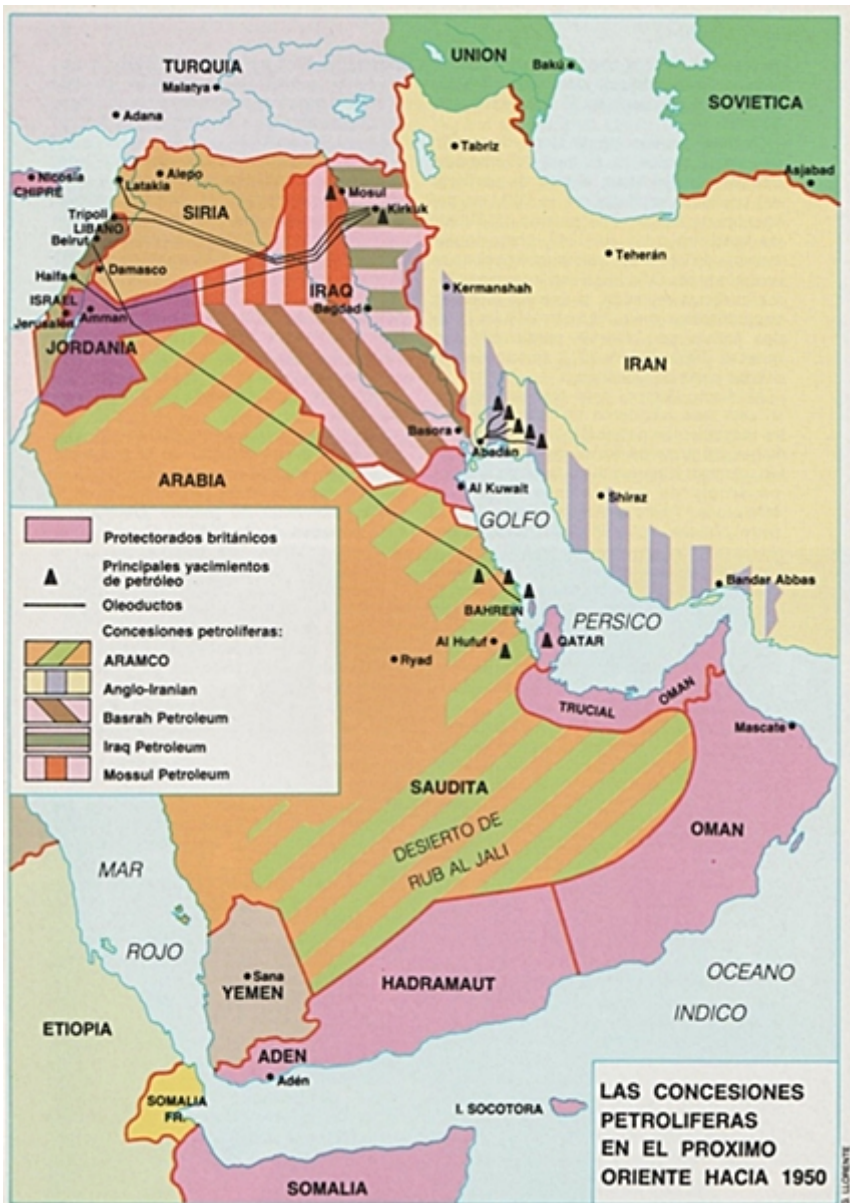 TURQUIA
Malatya
Adana
UNION
Bakú
SOVIETICA
Asjabad
Tabriz
Nicosia
CHIPRE
Latakia
Alepo
SIRIA
Mosul
Kirkuk
Tripoli
LIBANO
Beirut
Damasco
Haifa
ISRAEL
Jerusalen
Amman
JORDANIA
IRAQ
Bagdad
Kermanshah
Teherán
IRAN
Basora
Abadán
Al Kuwait
Shiraz
GOLFO
PERSICO
Bandar Abbas
ARABIA
Protectorados británicos
Principales yacimientos
de petróleo
Oleoductos
Concesiones petrolíferas:
ARAMCO
Anglo-Iranian
Basrah Petroleum
Iraq Petroleum
Mossul Petroleum
BAHREIN
Al Hufuf
QATAR
Ryad
TRUCIAL
OMAN
Mascate
SAUDITA
OMAN
DESIERTO DE
RUB AL JALI
MAR
ROJO
Sana
YEMEN
HADRAMAUT
OCEANO
INDICO
ETIOPIA
ADEN
Adén
SOMALIA
FR.
I. SOCOTORA
SOMALIA
LAS CONCESIONES
PETROLIFERAS
EN EL PROXIMO
ORIENTE HACIA 1950
LLORENTE